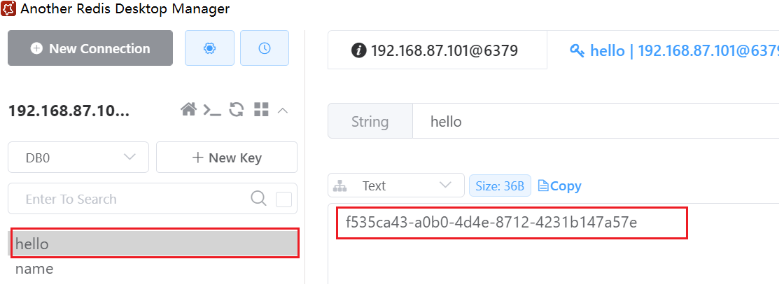 Another Redis Desktop Manager
New Connection
192.168.87.101@6379
hello | 192.168.87.101@6379
192.168.87.10...
String
hello
DB0
+ New Key
Text
Size: 36B
Copy
Enter To Search
f535ca43-a0b0-4d4e-8712-4231b147a57e
hello
name